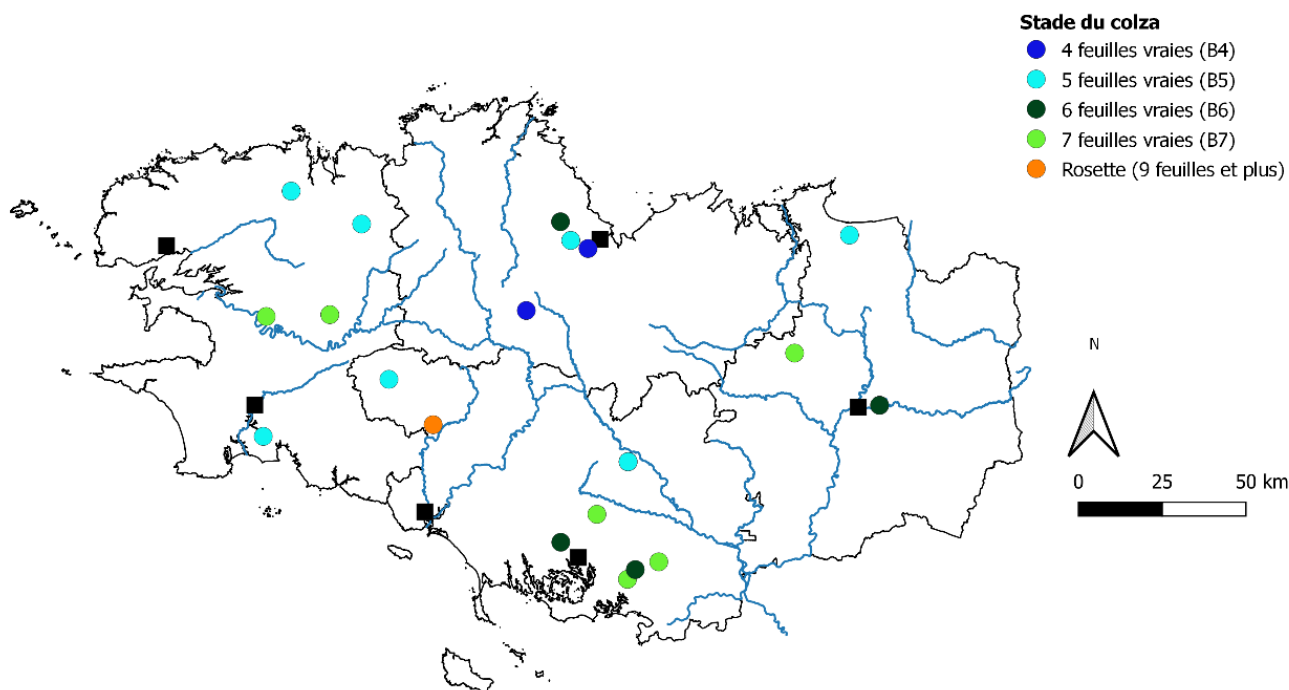 Stade du colza
4 feuilles vraies (B4)
5 feuilles vraies (B5)
6 feuilles vraies (B6)
7 feuilles vraies (B7)
Rosette (9 feuilles et plus)
N
0 25 50 km